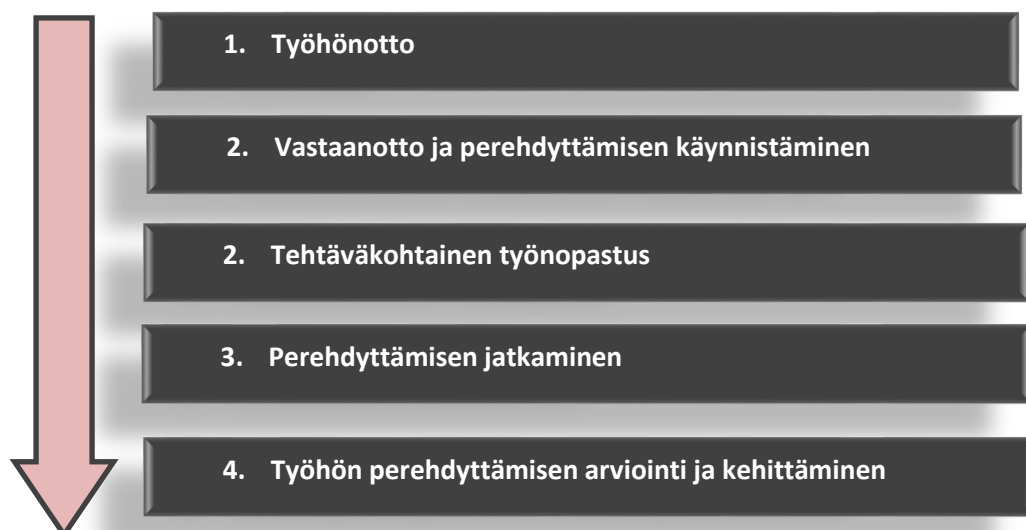 1. Työhönotto
2. Vastaanotto ja perehdyttämisen käynnistäminen
2. Tehtäväkohtainen työnopastus
3. Perehdyttämisen jatkaminen
4. Työhön perehdyttämisen arviointi ja kehittäminen